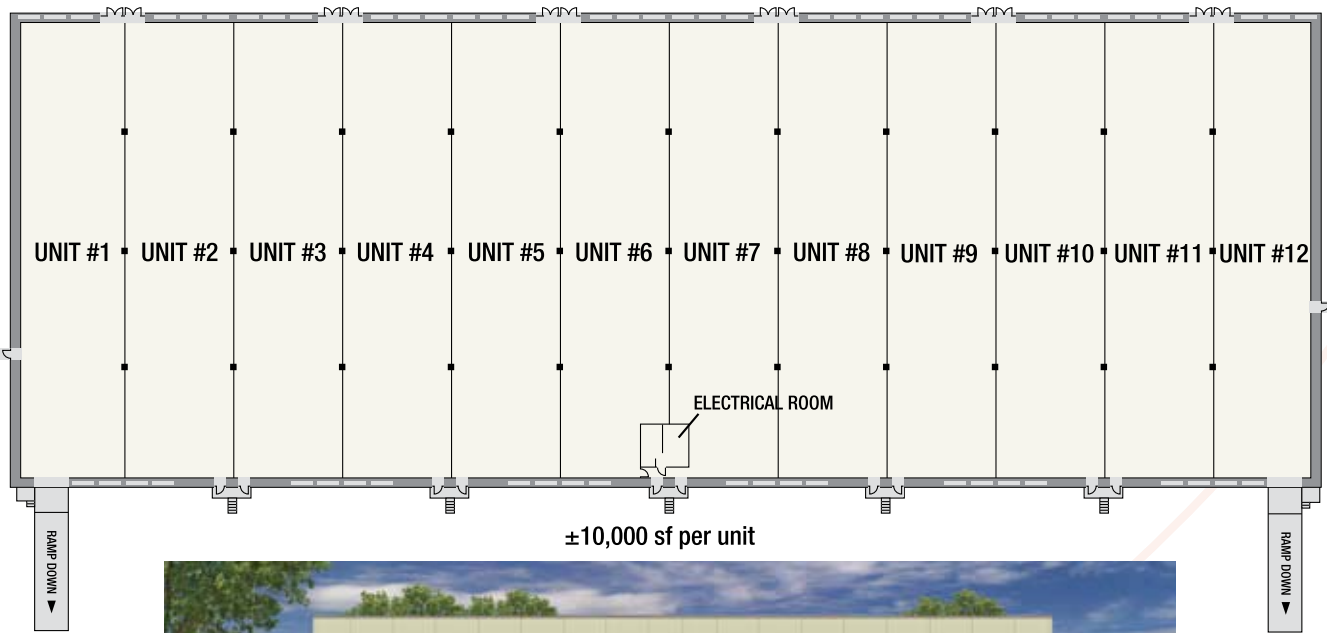 UNIT #1 UNIT #2 UNIT #3 UNIT #4 UNIT #5 UNIT #6 UNIT #7 UNIT #8 UNIT #9 UNIT #10 UNIT #11 UNIT #12
ELECTRICAL ROOM
±10,000 sf per unit
RAMP DOWN
RAMP DOWN